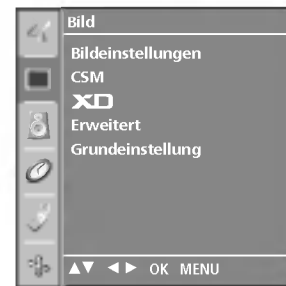 Bild
Bildeinstellungen
CSM
XD
Erweitert
Grundeinstellung
▲▼ ◄► OK MENU